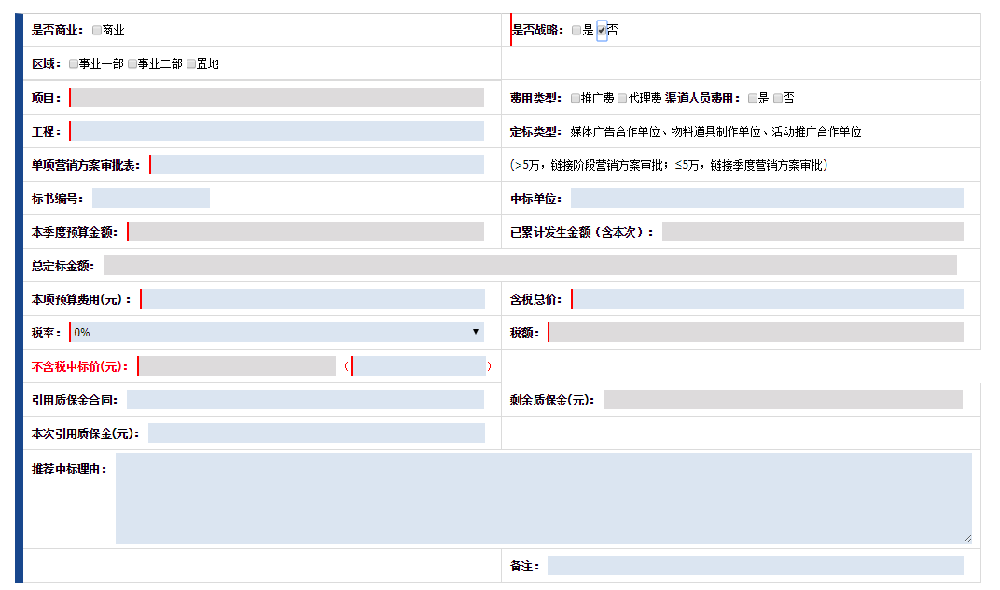 是否商业： 商业 是否战略： 是 否
区域： 事业一部 事业二部 置地
项目： 费用类型： 推广费 代理费 渠道人员费用： 是 否
工程： 定标类型： 媒体广告合作单位、物料道具制作单位、活动推广合作单位
单项营销方案审批表： (>5万，链接阶段营销方案审批；≤5万，链接季度营销方案审批)
标书编号： 中标单位：
本季度预算金额： 已累计发生金额（含本次）：
总定标金额：
本项预算费用(元)： 含税总价：
税率： 0% 税额：
不含税中标价(元)： （ ）
引用质保金合同： 剩余质保金(元)：
本次引用质保金(元)：
推荐中标理由：
备注：